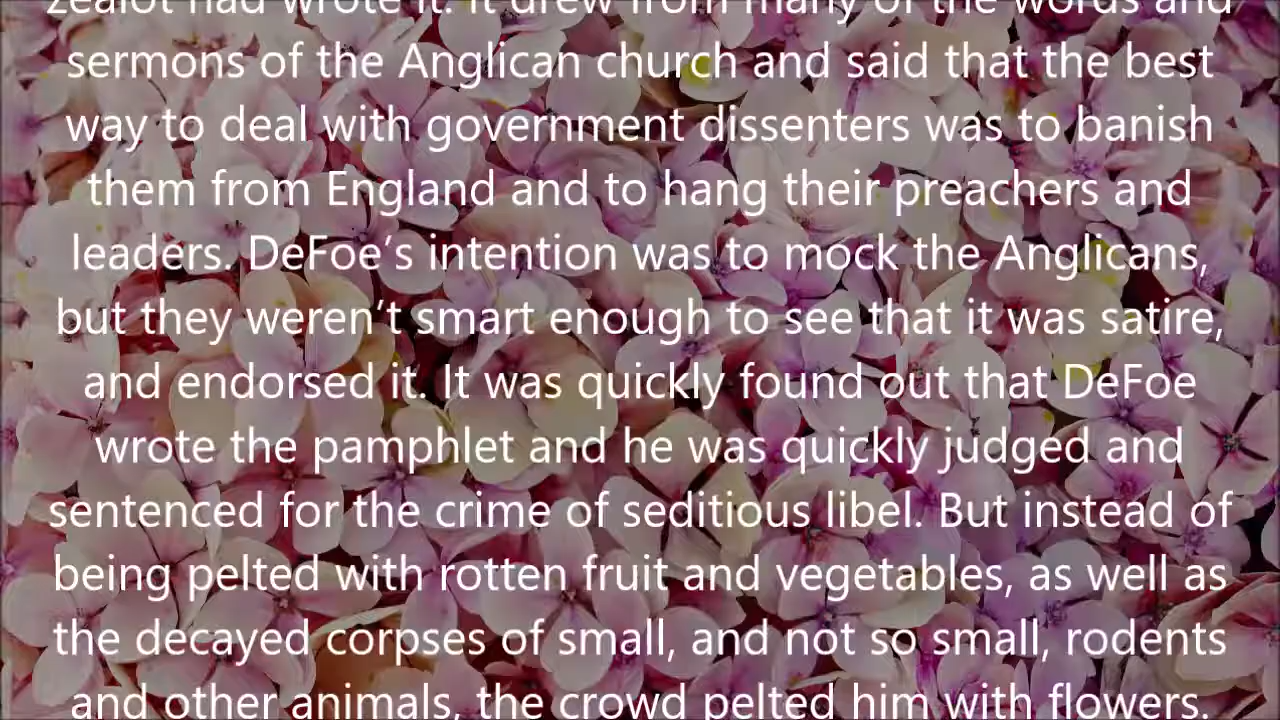 zealot had wrote it. It drew from many of the words and
sermons of the Anglican church and said that the best
way to deal with government dissenters was to banish
them from England and to hang their preachers and
leaders. DeFoe’s intention was to mock the Anglicans,
but they weren’t smart enough to see that it was satire,
and endorsed it. It was quickly found out that DeFoe
wrote the pamphlet and he was quickly judged and
sentenced for the crime of seditious libel. But instead of
being pelted with rotten fruit and vegetables, as well as
the decayed corpses of small, and not so small, rodents
and other animals, the crowd pelted him with flowers.